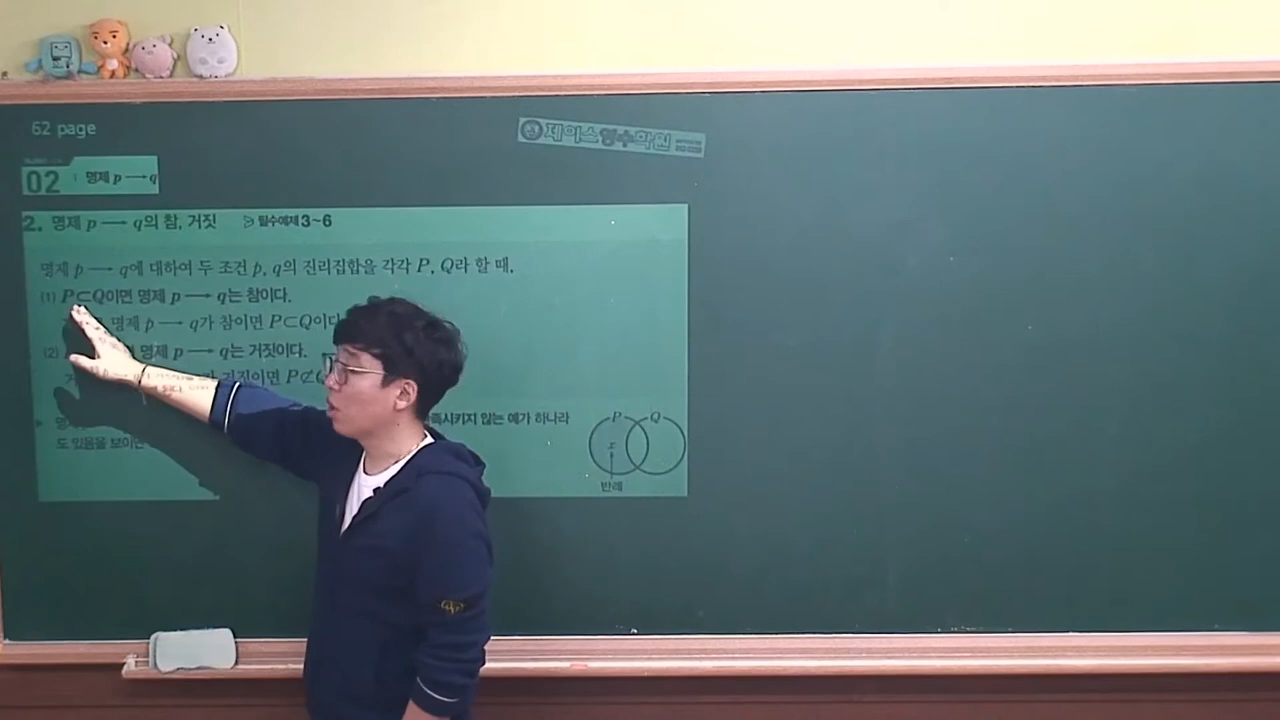 62 page
제이스영수학원
02 명제 p → q
2. 명제 p → q의 참, 거짓 필수예제 3~6
명제 p → q에 대하여 두 조건 p, q의 진리집합을 각각 P, Q라 할 때,
(1) P⊂Q이면 명제 p → q는 참이다.
명제 p → q가 참이면 P⊂Q이다
(2) 명제 p → q는 거짓이다.
거짓이면 P⊄Q
족시키지 않는 예가 하나라
도 있음을 보이면
P Q
x
반례